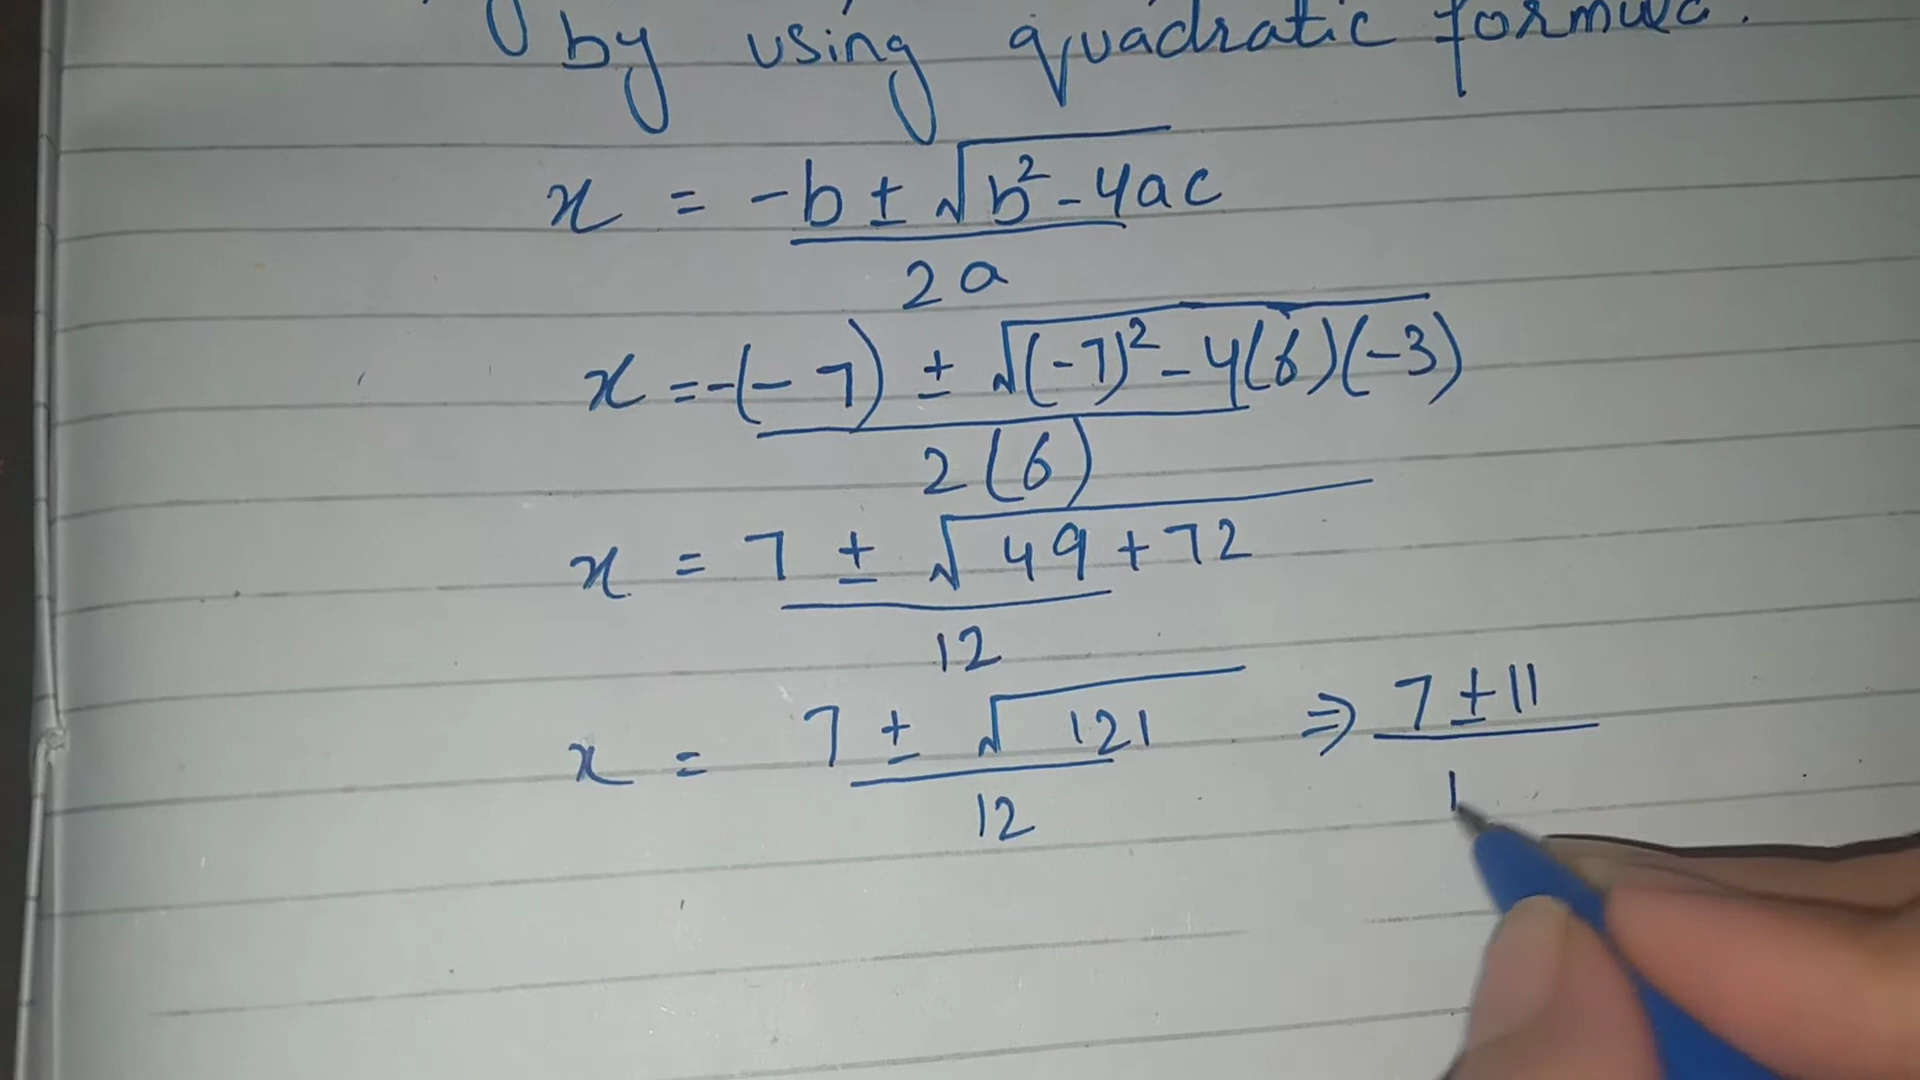 by using quadratic formula.
x = -b ± √b² - 4ac
2a
x = -(-7) ± √(-7)² - 4(6)(-3)
2(6)
x = 7 ± √49 + 72
12
x = 7 ± √121 ⇒ 7 ± 11
12 1